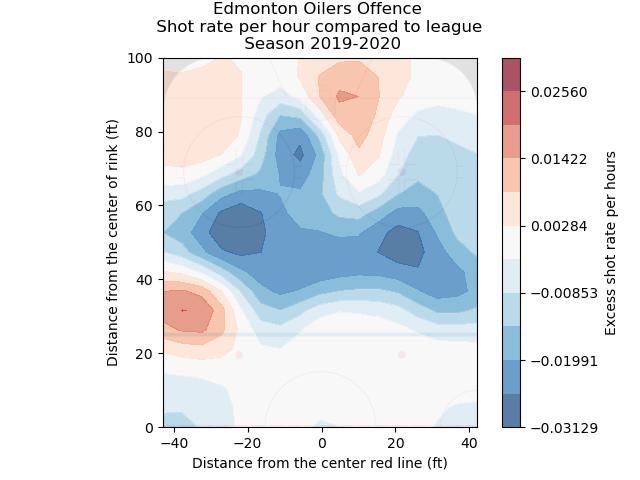 Edmonton Oilers Offence
Shot rate per hour compared to league
Season 2019-2020
100
80
60
40
20
0
Distance from the center of rink (ft)
−40
−20
0
20
40
Distance from the center red line (ft)
0.02560
0.01422
0.00284
−0.00853
−0.01991
−0.03129
Excess shot rate per hours